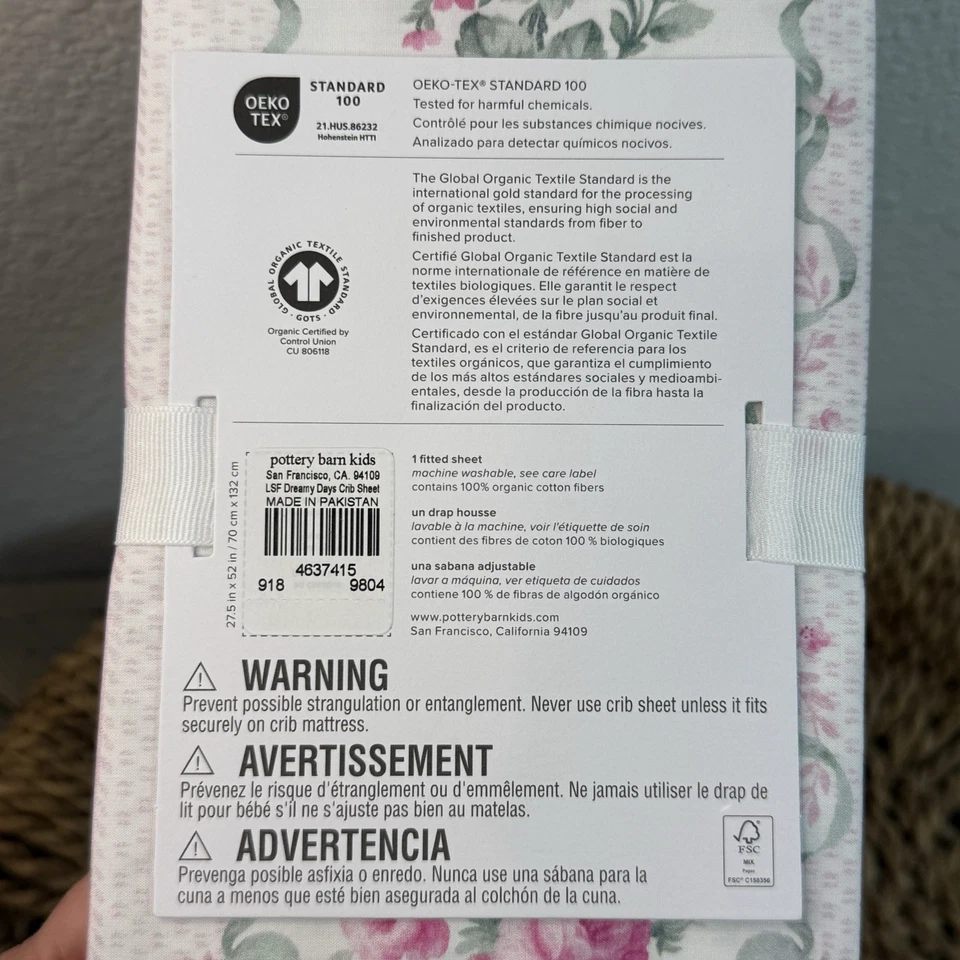 OEKO
TEX®
STANDARD
100
21.HUS.86232
Hohenstein HTTI
OEKO-TEX® STANDARD 100
Tested for harmful chemicals.
Contrôlé pour les substances chimique nocives.
Analizado para detectar químicos nocivos.
GLOBAL ORGANIC TEXTILE STANDARD
· GOTS ·
Organic Certified by
Control Union
CU 806118
The Global Organic Textile Standard is the
international gold standard for the processing
of organic textiles, ensuring high social and
environmental standards from fiber to
finished product.
Certifié Global Organic Textile Standard est la
norme internationale de référence en matière de
textiles biologiques. Elle garantit le respect
d'exigences élevées sur le plan social et
environnemental, de la fibre jusqu'au produit final.
Certificado con el estándar Global Organic Textile
Standard, es el criterio de referencia para los
textiles orgánicos, que garantiza el cumplimiento
de los más altos estándares sociales y medioambi-
entales, desde la producción de la fibra hasta la
finalización del producto.
27.5 in x 52 in / 70 cm x 132 cm
pottery barn kids
San Francisco, CA. 94109
LSF Dreamy Days Crib Sheet
MADE IN PAKISTAN
4637415
918 9804
1 fitted sheet
machine washable, see care label
contains 100% organic cotton fibers
un drap housse
lavable à la machine, voir l'étiquette de soin
contient des fibres de coton 100 % biologiques
una sabana adjustable
lavar a máquina, ver etiqueta de cuidados
contiene 100 % de fibras de algodón orgánico
www.potterybarnkids.com
San Francisco, California 94109
WARNING
Prevent possible strangulation or entanglement. Never use crib sheet unless it fits
securely on crib mattress.
AVERTISSEMENT
Prévenez le risque d'étranglement ou d'emmêlement. Ne jamais utiliser le drap de
lit pour bébé s'il ne s'ajuste pas bien au matelas.
ADVERTENCIA
Prevenga posible asfixia o enredo. Nunca use una sábana para la
cuna a menos que esté bien asegurada al colchón de la cuna.
FSC
MIX
Paper
FSC® C158356